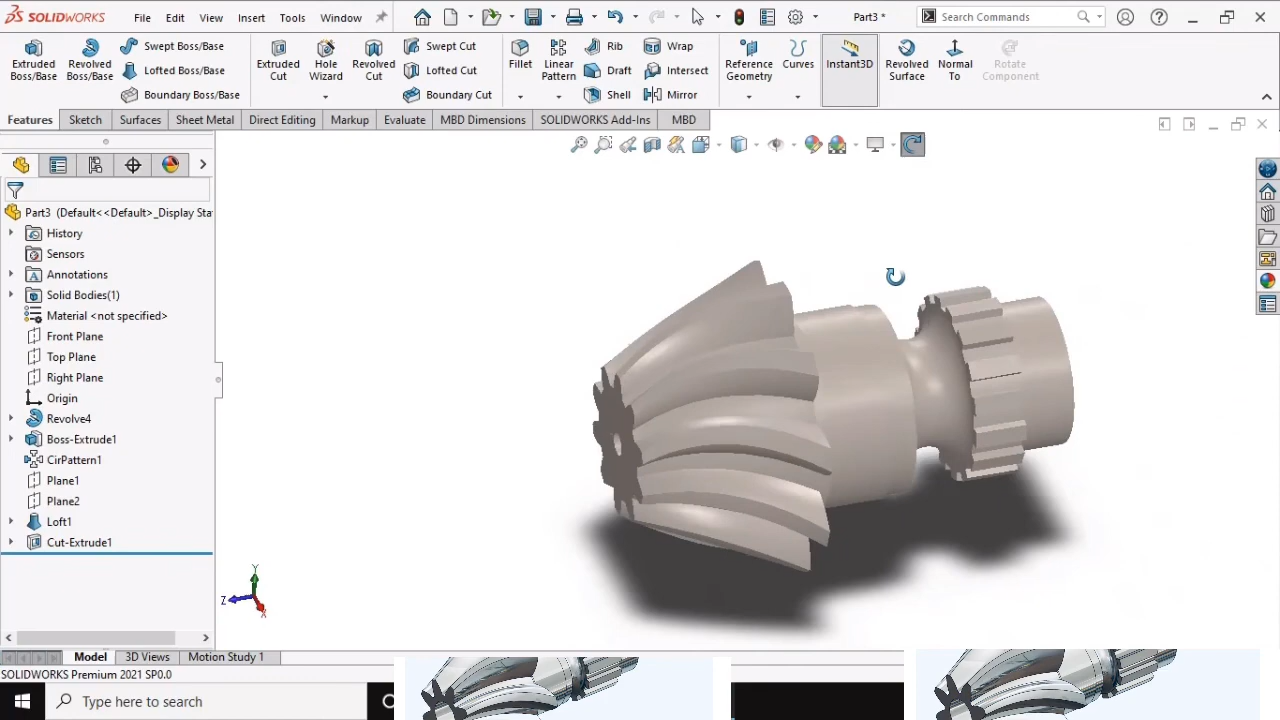 SOLIDWORKS File Edit View Insert Tools Window Part3 * Search Commands
Extruded Boss/Base Revolved Boss/Base Swept Boss/Base Lofted Boss/Base Boundary Boss/Base Extruded Cut Hole Wizard Revolved Cut Swept Cut Lofted Cut Boundary Cut Fillet Linear Pattern Rib Draft Shell Wrap Intersect Mirror Reference Geometry Curves Instant3D Revolved Surface Normal To Rotate Component
Features Sketch Surfaces Sheet Metal Direct Editing Markup Evaluate MBD Dimensions SOLIDWORKS Add-Ins MBD
Part3 (Default<<Default>_Display Sta
History
Sensors
Annotations
Solid Bodies(1)
Material <not specified>
Front Plane
Top Plane
Right Plane
Origin
Revolve4
Boss-Extrude1
CirPattern1
Plane1
Plane2
Loft1
Cut-Extrude1
Y
Z
X
Model 3D Views Motion Study 1
SOLIDWORKS Premium 2021 SP0.0
Type here to search